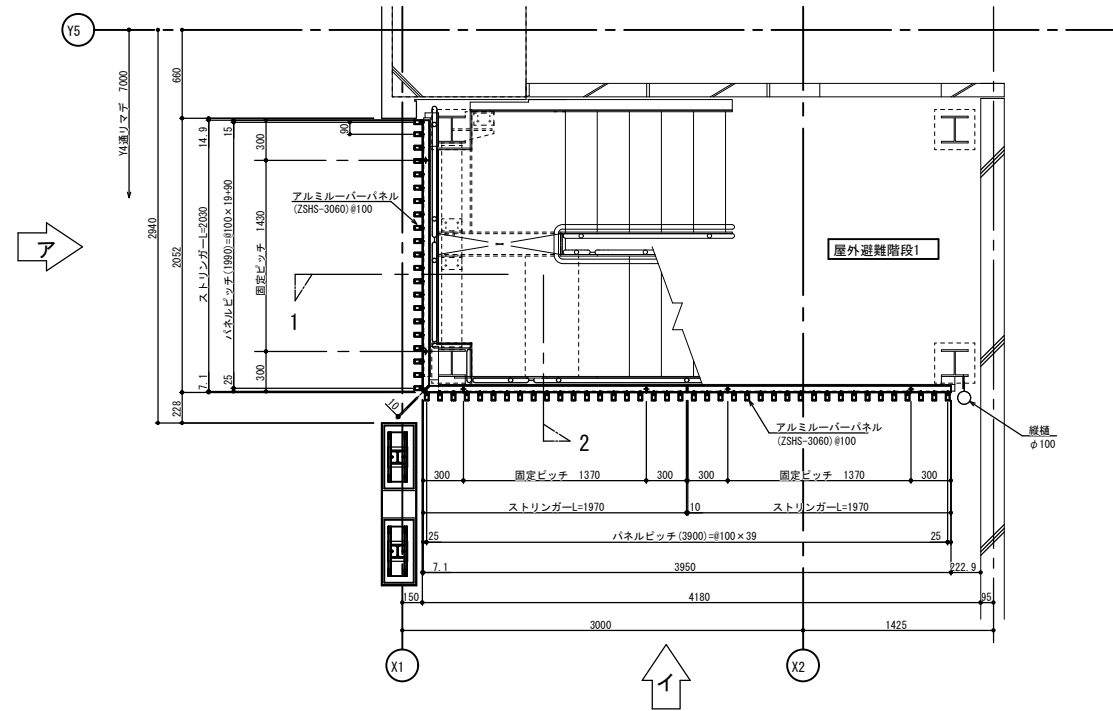 Y5
Y4通リマデ 7000
660
2940
2052
228
14.9
ストリンガーL=2030
7.1
15
パネルピッチ(1990)=@100×19+90
25
300
固定ピッチ 1430
300
90
アルミルーバーパネル
(ZSHS-3060)@100
ア
1
2
10
屋外避難階段1
アルミルーバーパネル
(ZSHS-3060)@100
縦樋
φ100
300
固定ピッチ 1370
300
300
固定ピッチ 1370
300
ストリンガーL=1970
10
ストリンガーL=1970
25
パネルピッチ(3900)=@100×39
25
7.1
3950
222.9
150
4180
95
3000
1425
X1
X2
イ